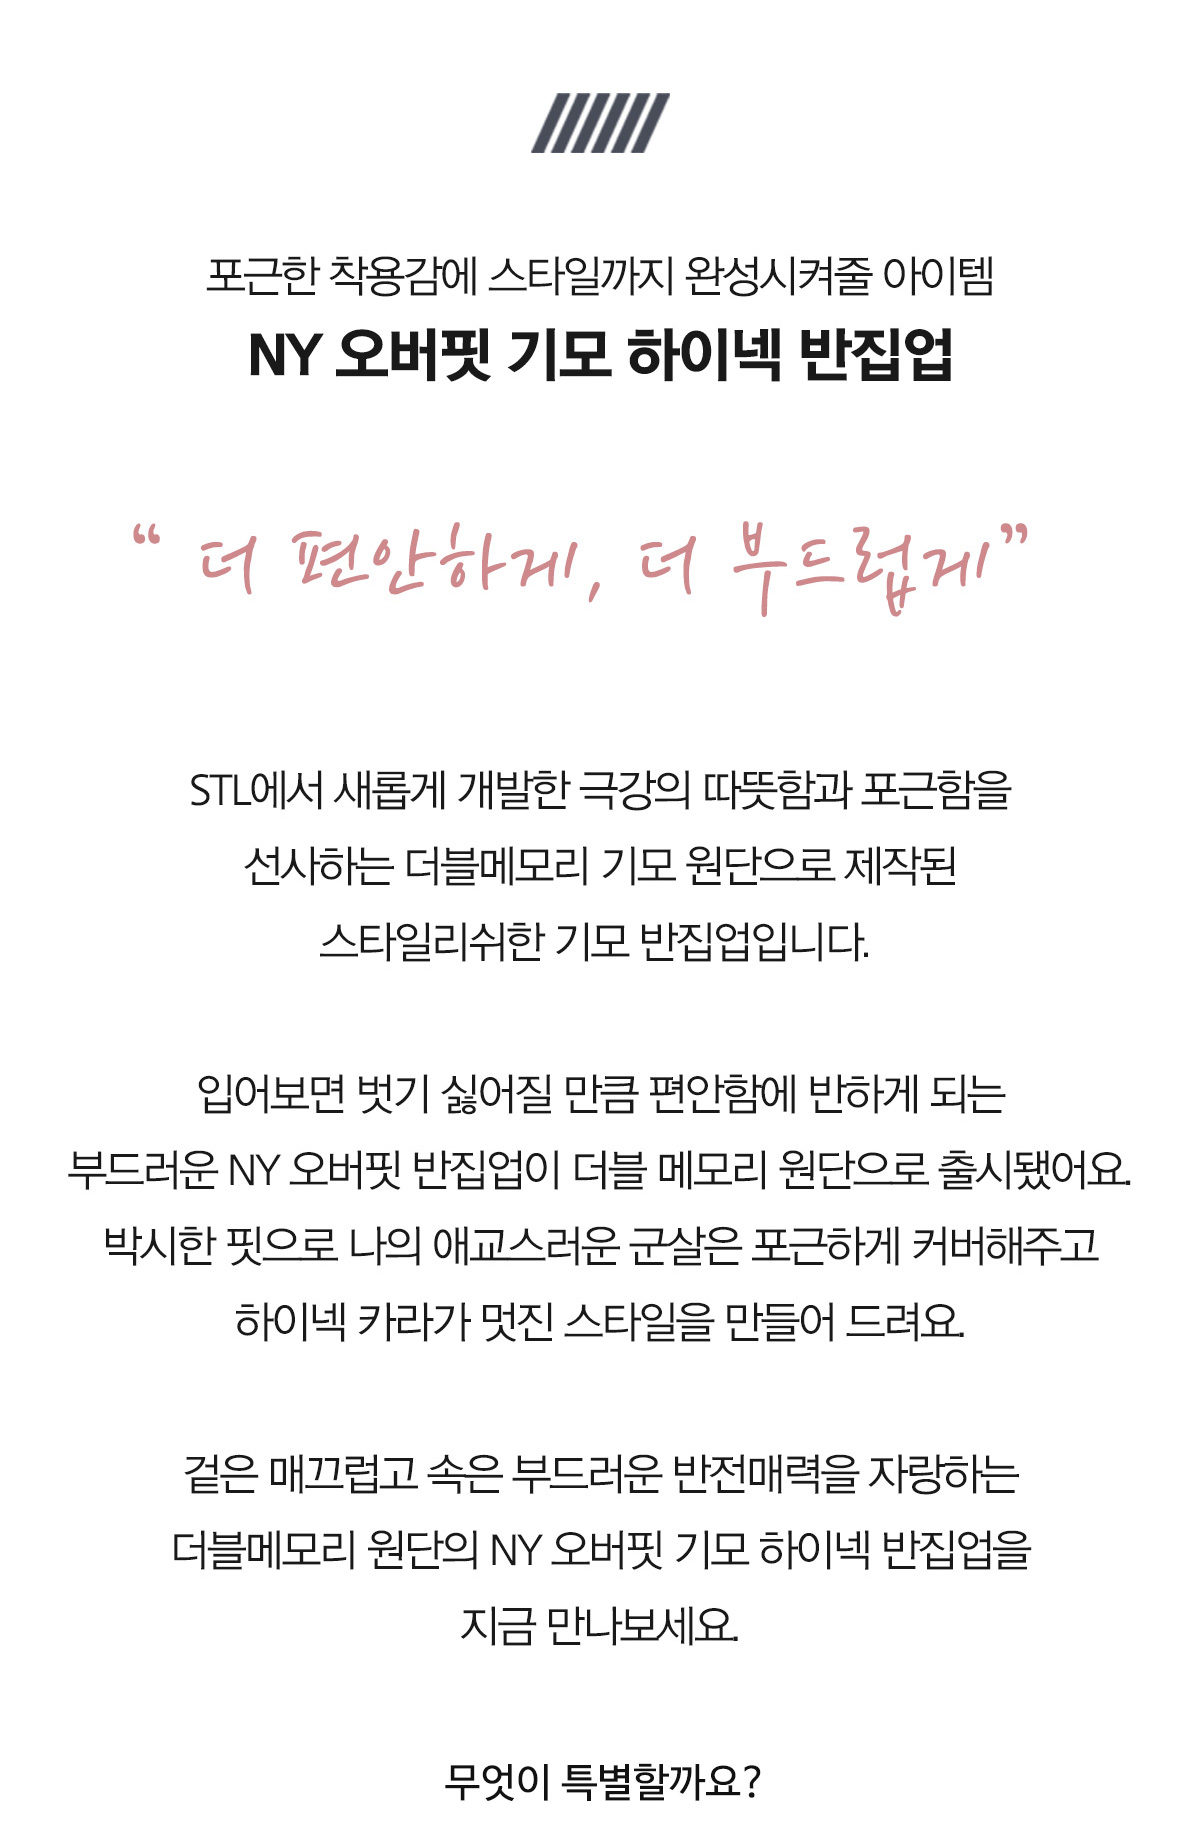 포근한 착용감에 스타일까지 완성시켜줄 아이템
NY 오버핏 기모 하이넥 반집업
“ 더 편안하게, 더 부드럽게”
STL에서 새롭게 개발한 극강의 따뜻함과 포근함을
선사하는 더블메모리 기모 원단으로 제작된
스타일리쉬한 기모 반집업입니다.
입어보면 벗기 싫어질 만큼 편안함에 반하게 되는
부드러운 NY 오버핏 반집업이 더블 메모리 원단으로 출시됐어요.
박시한 핏으로 나의 애교스러운 군살은 포근하게 커버해주고
하이넥 카라가 멋진 스타일을 만들어 드려요.
겉은 매끄럽고 속은 부드러운 반전매력을 자랑하는
더블메모리 원단의 NY 오버핏 기모 하이넥 반집업을
지금 만나보세요.
무엇이 특별할까요?